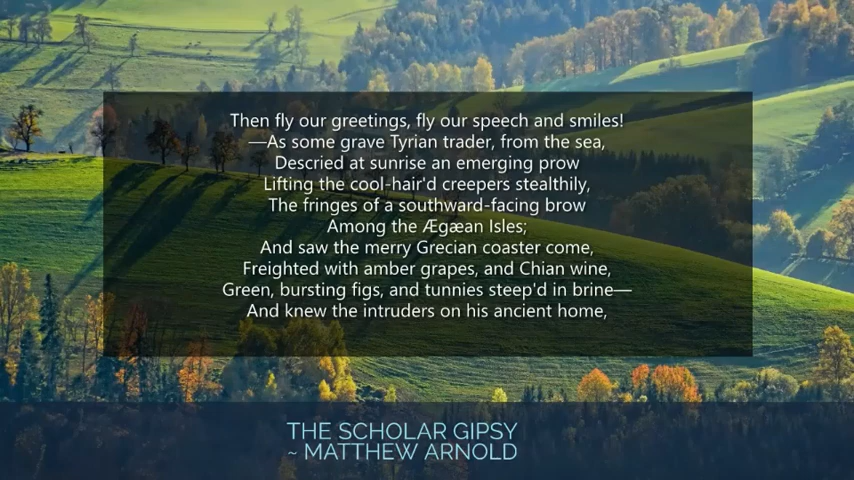 Then fly our greetings, fly our speech and smiles!
—As some grave Tyrian trader, from the sea,
Descried at sunrise an emerging prow
Lifting the cool-hair'd creepers stealthily,
The fringes of a southward-facing brow
Among the Ægæan Isles;
And saw the merry Grecian coaster come,
Freighted with amber grapes, and Chian wine,
Green, bursting figs, and tunnies steep'd in brine—
And knew the intruders on his ancient home,
THE SCHOLAR GIPSY
~ MATTHEW ARNOLD